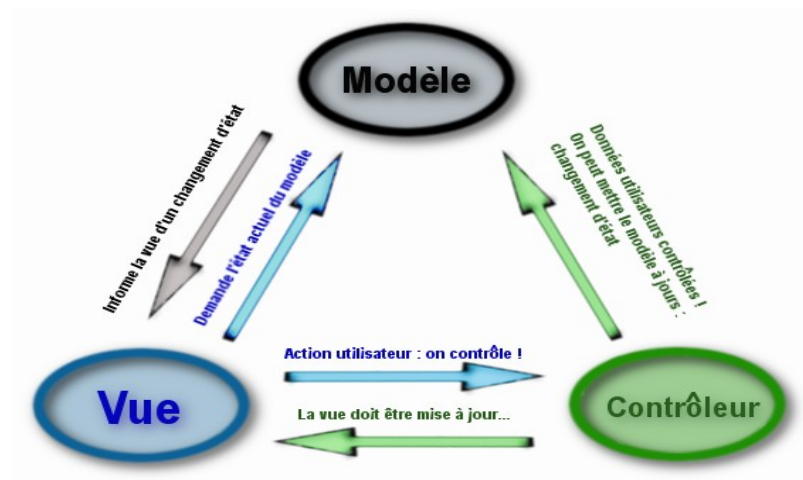 Modèle
Informe la vue d'un changement d'état
Demande l'état actuel du modèle
Données utilisateurs contrôlées !
On peut mettre le modèle à jours :
changement d'état
Action utilisateur : on contrôle !
Vue
La vue doit être mise à jour...
Contrôleur